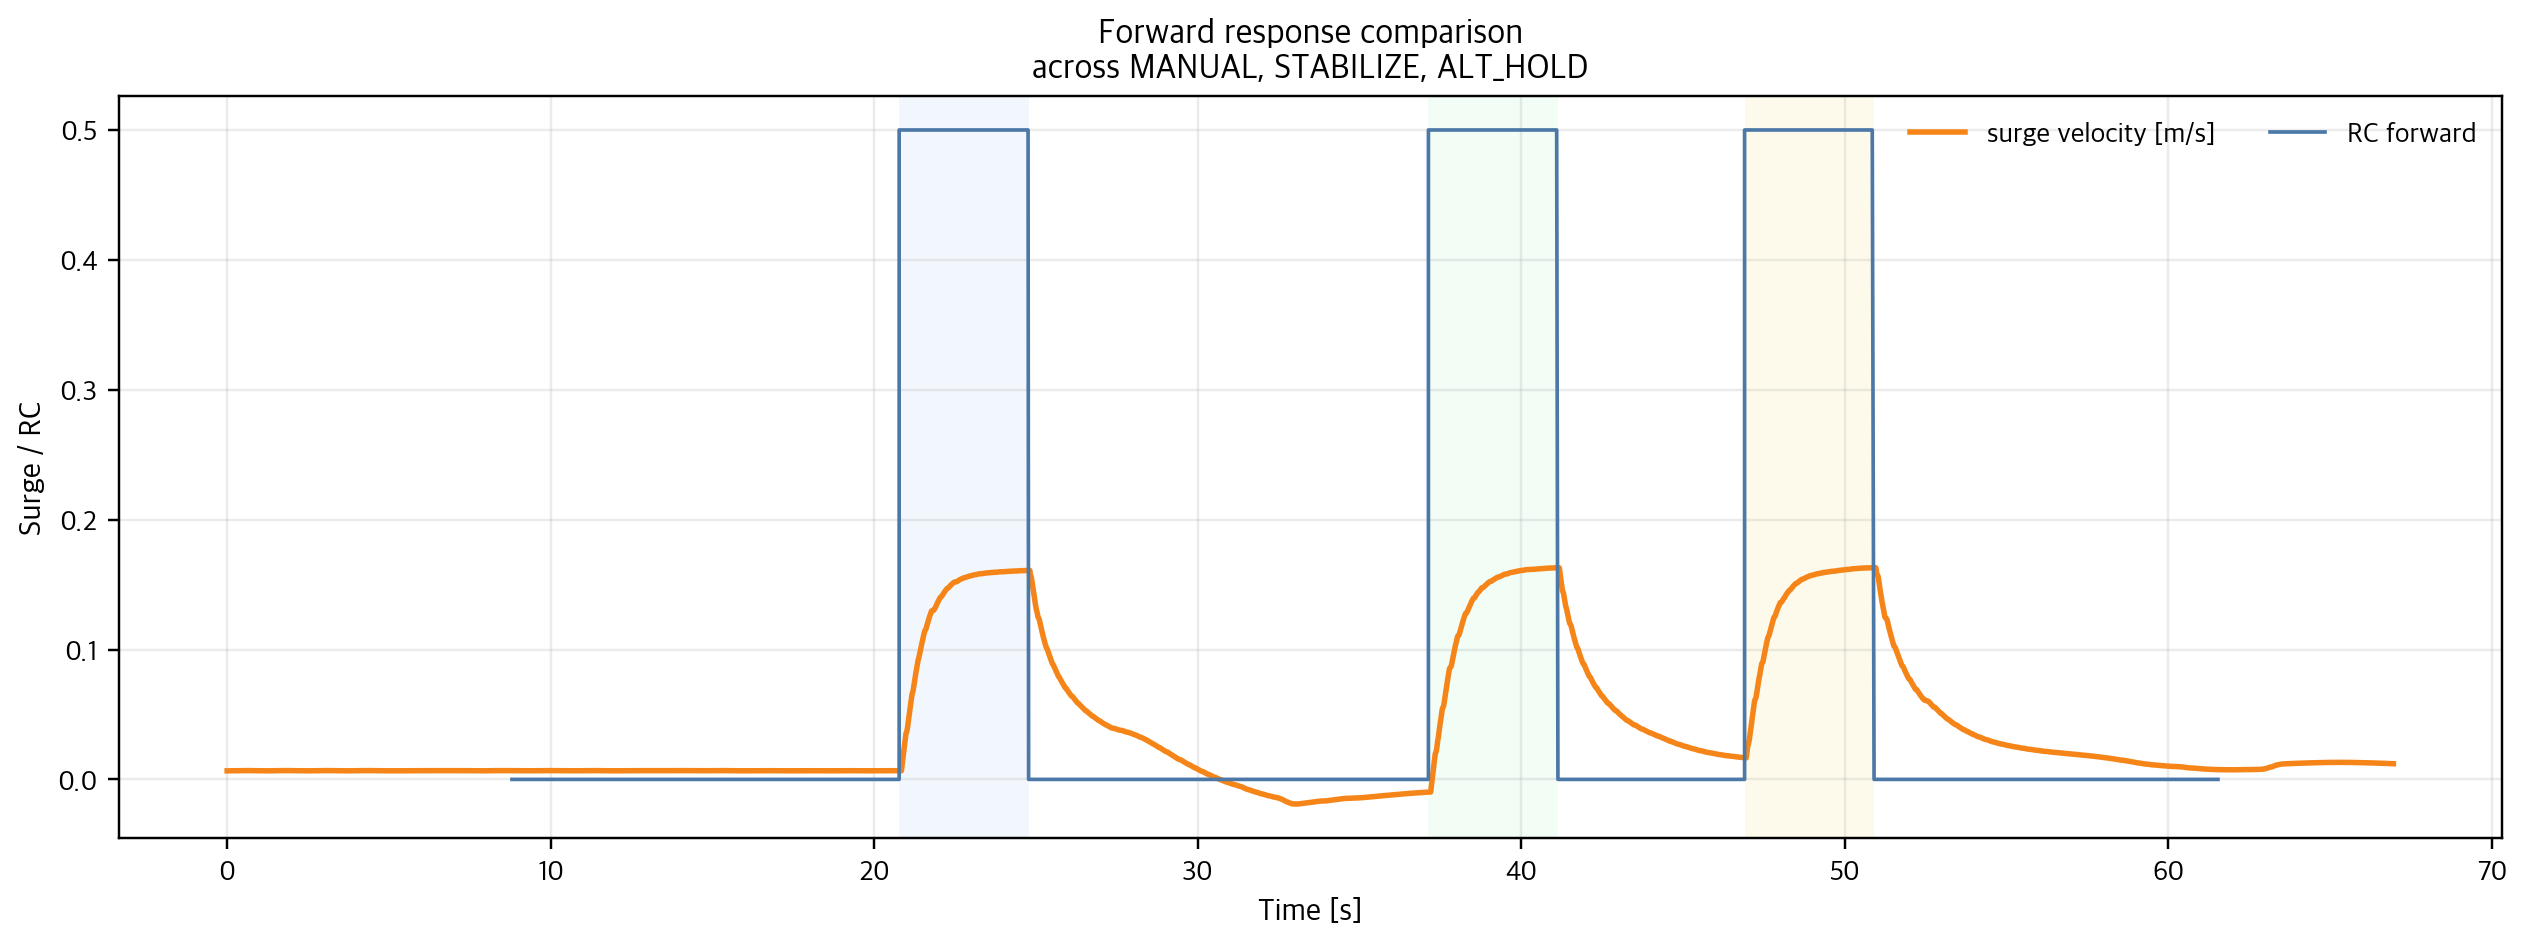 Forward response comparison
across MANUAL, STABILIZE, ALT_HOLD
surge velocity [m/s] RC forward
Surge / RC
0.5
0.4
0.3
0.2
0.1
0.0
0 10 20 30 40 50 60 70
Time [s]